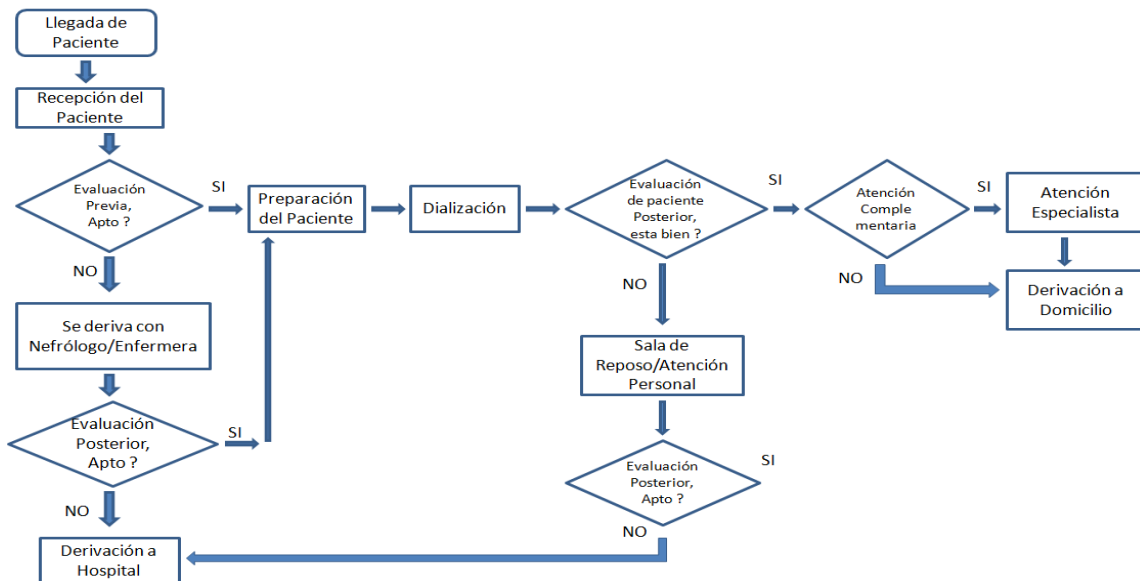 Llegada de
Paciente
Recepción del
Paciente
Evaluación
Previa,
Apto ?
SI
NO
Preparación
del Paciente
Dialización
Evaluación
de paciente
Posterior,
esta bien ?
SI
NO
Atención
Comple
mentaria
SI
NO
Atención
Especialista
Derivación a
Domicilio
Se deriva con
Nefrólogo/Enfermera
Evaluación
Posterior,
Apto ?
SI
NO
Derivación a
Hospital
Sala de
Reposo/Atención
Personal
Evaluación
Posterior,
Apto ?
SI
NO